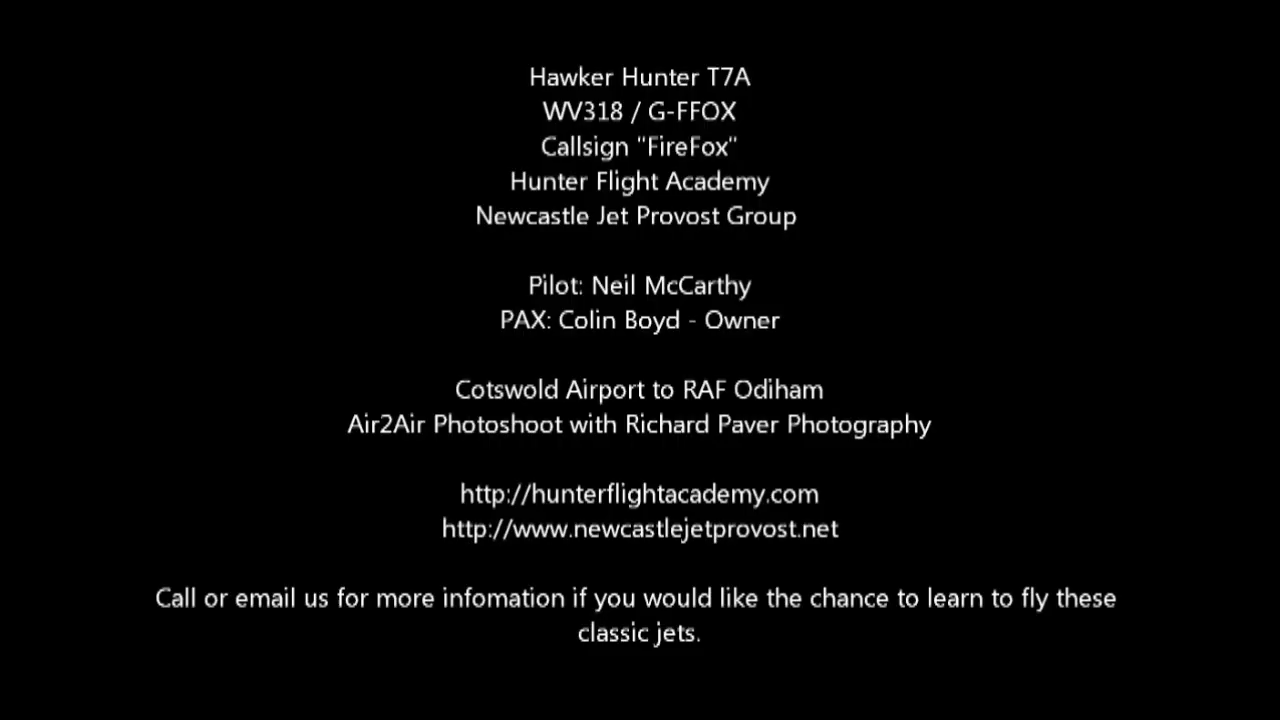 Hawker Hunter T7A
WV318 / G-FFOX
Callsign "FireFox"
Hunter Flight Academy
Newcastle Jet Provost Group
Pilot: Neil McCarthy
PAX: Colin Boyd - Owner
Cotswold Airport to RAF Odiham
Air2Air Photoshoot with Richard Paver Photography
http://hunterflightacademy.com
http://www.newcastlejetprovost.net
Call or email us for more infomation if you would like the chance to learn to fly these
classic jets.